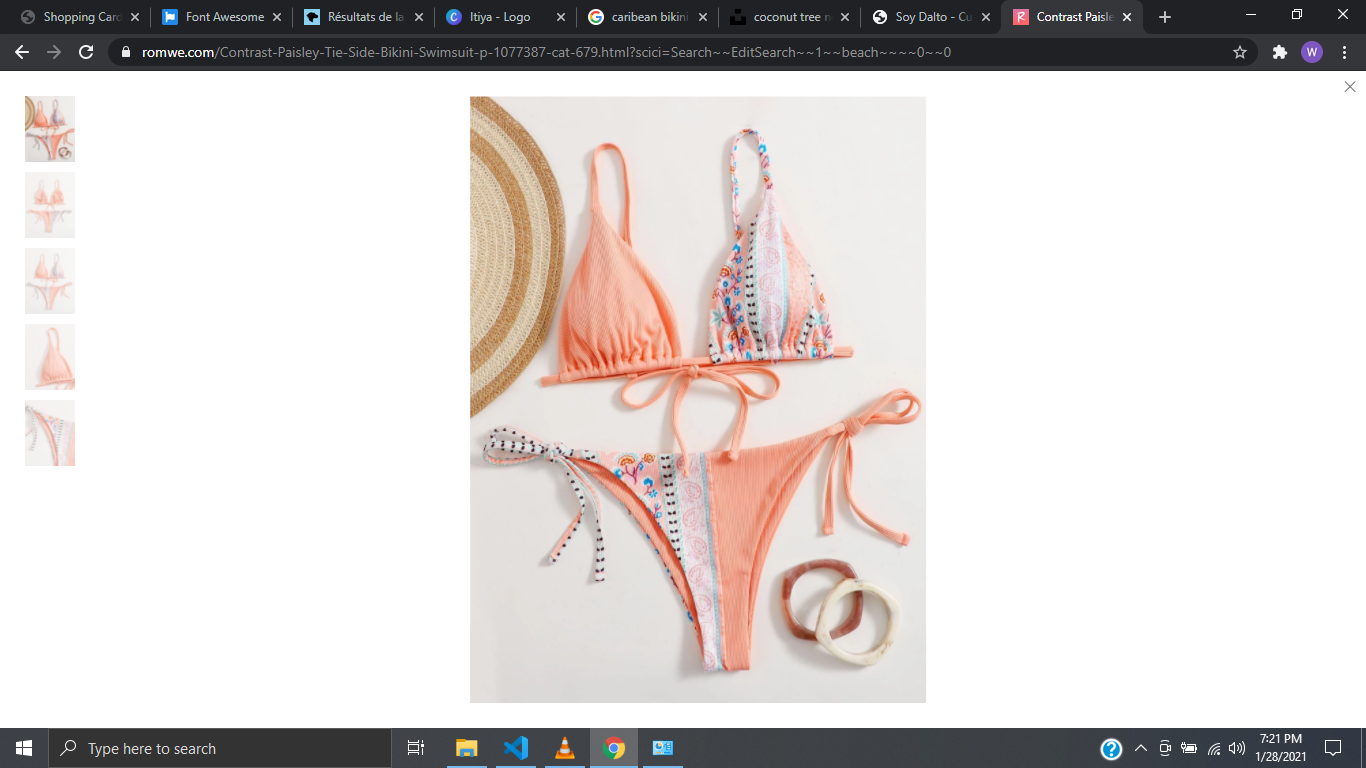 Shopping Card
Font Awesome
Résultats de la
Itiya - Logo
caribean bikini
coconut tree n
Soy Dalto - Cu
Contrast Paisle
romwe.com/Contrast-Paisley-Tie-Side-Bikini-Swimsuit-p-1077387-cat-679.html?scici=Search~~EditSearch~~1~~beach~~~~0~~0
W
Type here to search
7:21 PM
1/28/2021